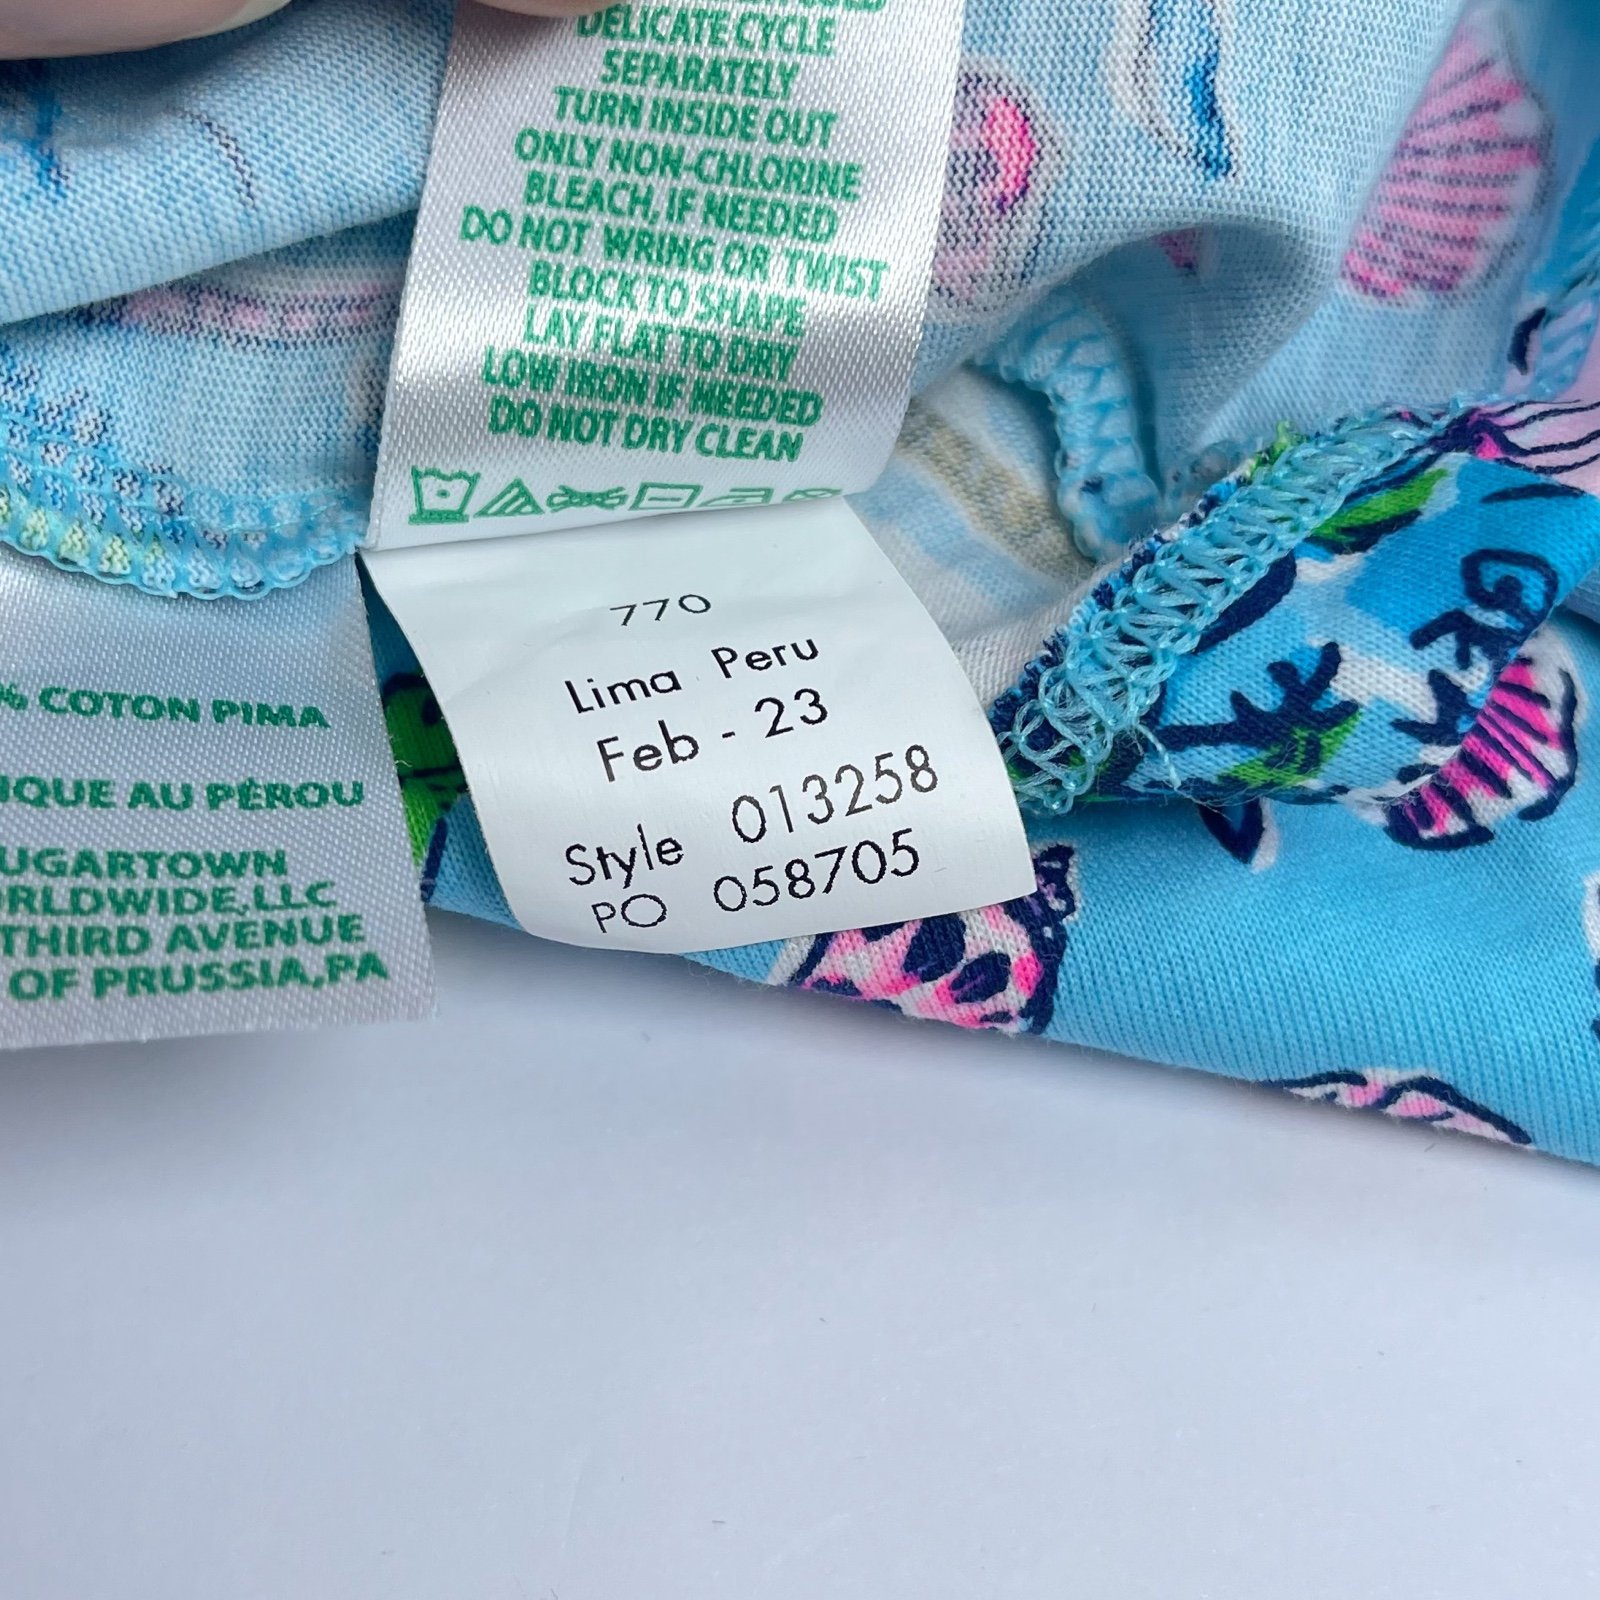 DELICATE CYCLE
SEPARATELY
TURN INSIDE OUT
ONLY NON-CHLORINE
BLEACH, IF NEEDED
DO NOT WRING OR TWIST
BLOCK TO SHAPE
LAY FLAT TO DRY
LOW IRON IF NEEDED
DO NOT DRY CLEAN
770
Lima Peru
Feb - 23
Style 013258
PO 058705
% COTON PIMA
IQUE AU PÉROU
UGARTOWN
ORLDWIDE,LLC
THIRD AVENUE
OF PRUSSIA,PA